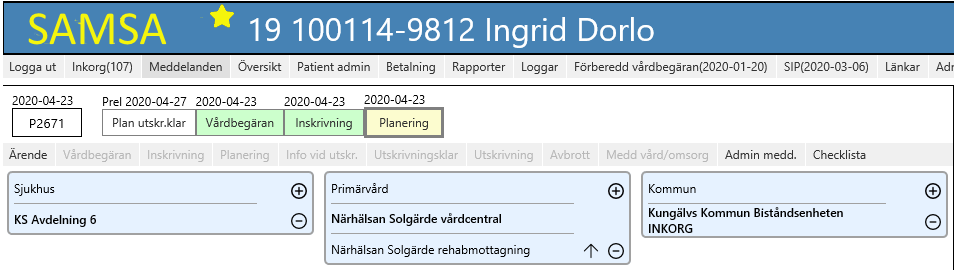 SAMSA 19 100114-9812 Ingrid Dorlo
Logga ut Inkorg(107) Meddelanden Översikt Patient admin Betalning Rapporter Loggar Förberedd vårdbegäran(2020-01-20) SIP(2020-03-06) Länkar Adr
2020-04-23 Prel 2020-04-27 2020-04-23 2020-04-23 2020-04-23
P2671 Plan utskr.klar Vårdbegäran Inskrivning Planering
Ärende Vårdbegäran Inskrivning Planering Info vid utskr. Utskrivningsklar Utskrivning Avbrott Medd vård/omsorg Admin medd. Checklista
Sjukhus
KS Avdelning 6
Primärvård
Närhälsan Solgärde vårdcentral
Närhälsan Solgärde rehabmottagning
Kommun
Kungälvs Kommun Biståndsenheten
INKORG